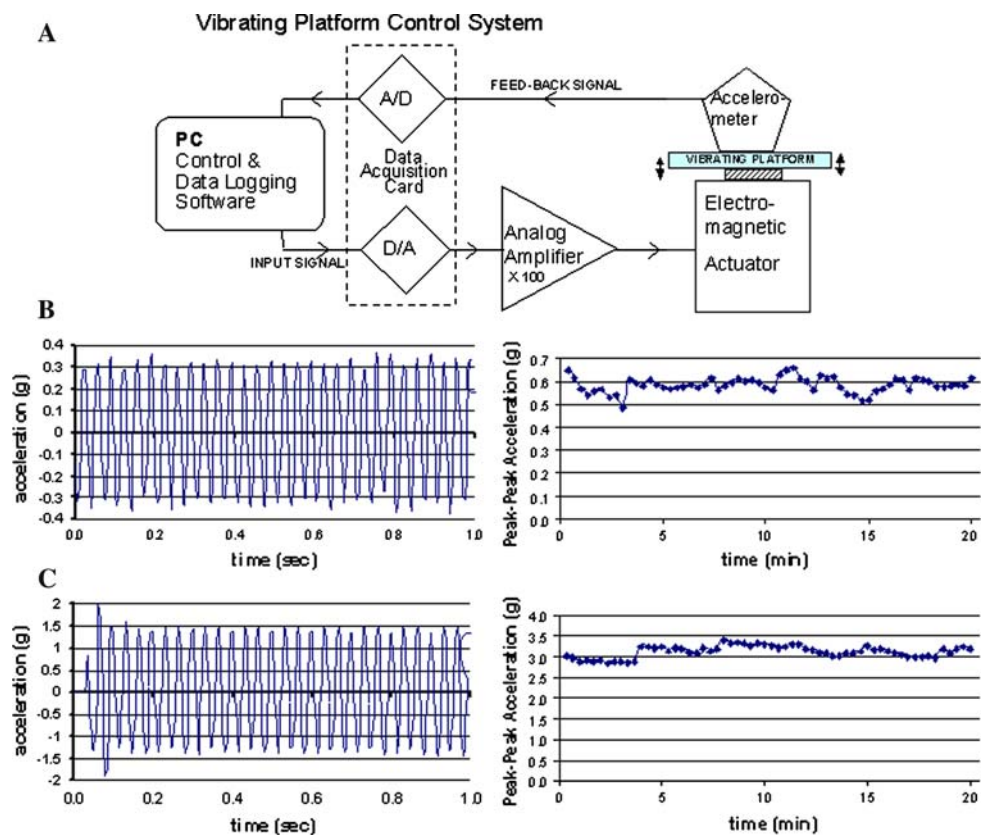 Vibrating Platform Control System
A
A/D
FEED-BACK SIGNAL
Accelero-
meter
PC
Control &
Data Logging
Software
Data
Acquisition
Card
VIBRATING PLATFORM
INPUT SIGNAL
D/A
Analog
Amplifier
X 100
Electro-
magnetic
Actuator
B
acceleration (g)
0.4
0.3
0.2
0.1
0
-0.1
-0.2
-0.3
-0.4
0.0 0.2 0.4 0.6 0.8 1.0
time (sec)
Peak-Peak Acceleration (g)
0.7
0.6
0.5
0.4
0.3
0.2
0.1
0.0
0 5 10 15 20
time (min)
C
acceleration (g)
2
1.5
1
0.5
0
-0.5
-1
-1.5
-2
0.0 0.2 0.4 0.6 0.8 1.0
time (sec)
Peak-Peak Acceleration (g)
4.0
3.5
3.0
2.5
2.0
1.5
1.0
0.5
0.0
0 5 10 15 20
time (min)